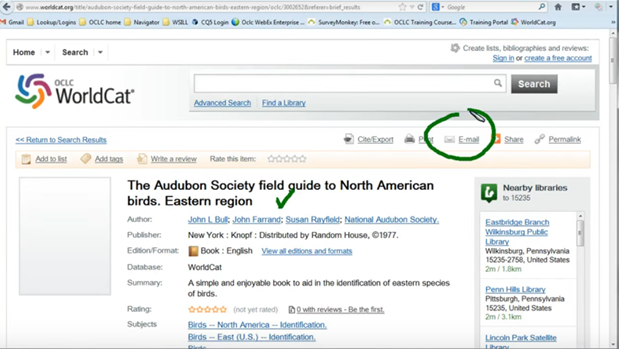 www.worldcat.org/title/audubon-society-field-guide-to-north-american-birds-eastern-region/oclc/3002652&referer=brief_results
Google
Gmail Lookup/Logins OCLC home Navigator WSILL CQ5 Login Oclc WebEx Enterprise ... SurveyMonkey: Free o... OCLC Training Course... Training Portal WorldCat.org
Home Search
Create lists, bibliographies and reviews:
Sign in or create a free account
OCLC
WorldCat®
Search
Advanced Search Find a Library
<< Return to Search Results Cite/Export Print E-mail Share Permalink
Add to list Add tags Write a review Rate this item:
The Audubon Society field guide to North American
birds. Eastern region
Author: John L Bull; John Farrand; Susan Rayfield; National Audubon Society.
Publisher: New York : Knopf : Distributed by Random House, ©1977.
Edition/Format: Book : English View all editions and formats
Database: WorldCat
Summary: A simple and enjoyable book to aid in the identification of eastern species
of birds.
Rating: (not yet rated) 0 with reviews - Be the first.
Subjects Birds -- North America -- Identification.
Birds -- East (U.S.) -- Identification.
Nearby libraries
to 15235
Eastbridge Branch
Wilkinsburg Public
Library
Wilkinsburg, Pennsylvania
15235-2758, United States
2m / 1.8km
Penn Hills Library
Pittsburgh, Pennsylvania
15235, United States
2m / 3.1km
Lincoln Park Satellite
Library